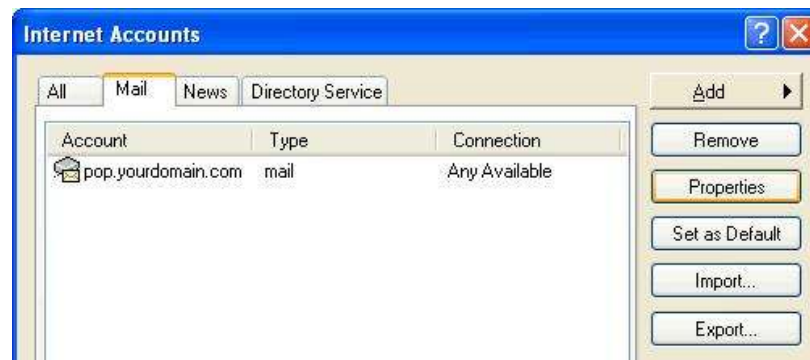 Internet Accounts
All Mail News Directory Service
Add
Account Type Connection
Remove
pop.yourdomain.com mail Any Available
Properties
Set as Default
Import...
Export...